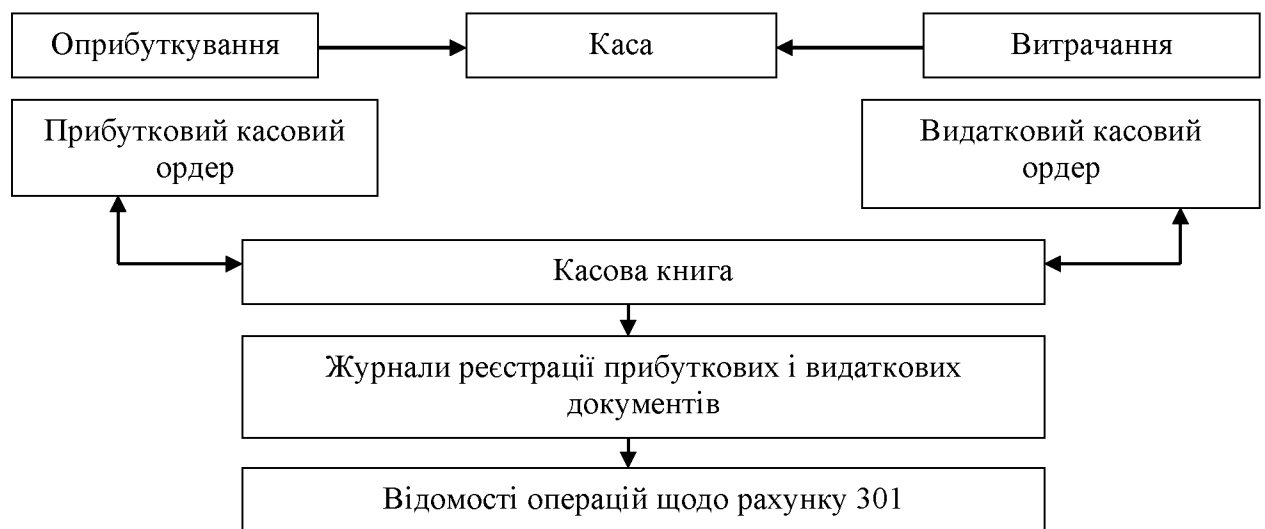 Оприбуткування
Каса
Витрачання
Прибутковий касовий
ордер
Видатковий касовий
ордер
Касова книга
Журнали реєстрації прибуткових і видаткових
документів
Відомості операцій щодо рахунку 301